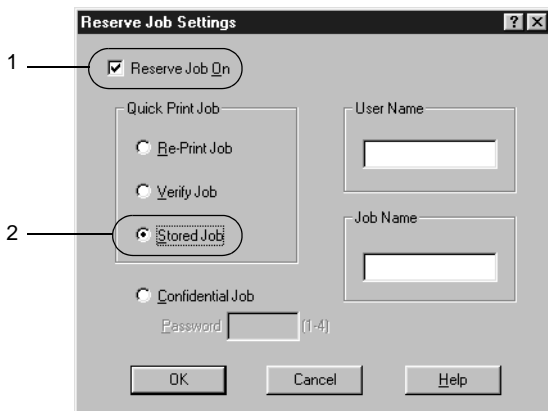 Reserve Job Settings
1
Reserve Job On
Quick Print Job
User Name
Re-Print Job
Verify Job
Job Name
2
Stored Job
Confidential Job
Password
(1-4)
OK
Cancel
Help